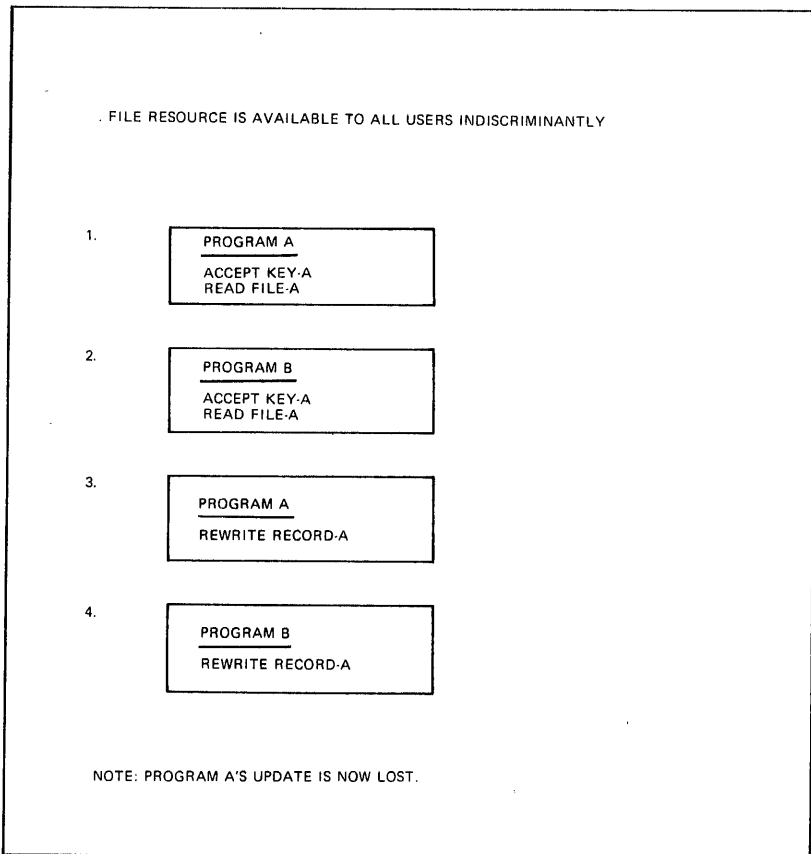 . FILE RESOURCE IS AVAILABLE TO ALL USERS INDISCRIMINANTLY
1.
PROGRAM A
ACCEPT KEY-A
READ FILE-A
2.
PROGRAM B
ACCEPT KEY-A
READ FILE-A
3.
PROGRAM A
REWRITE RECORD-A
4.
PROGRAM B
REWRITE RECORD-A
NOTE: PROGRAM A'S UPDATE IS NOW LOST.